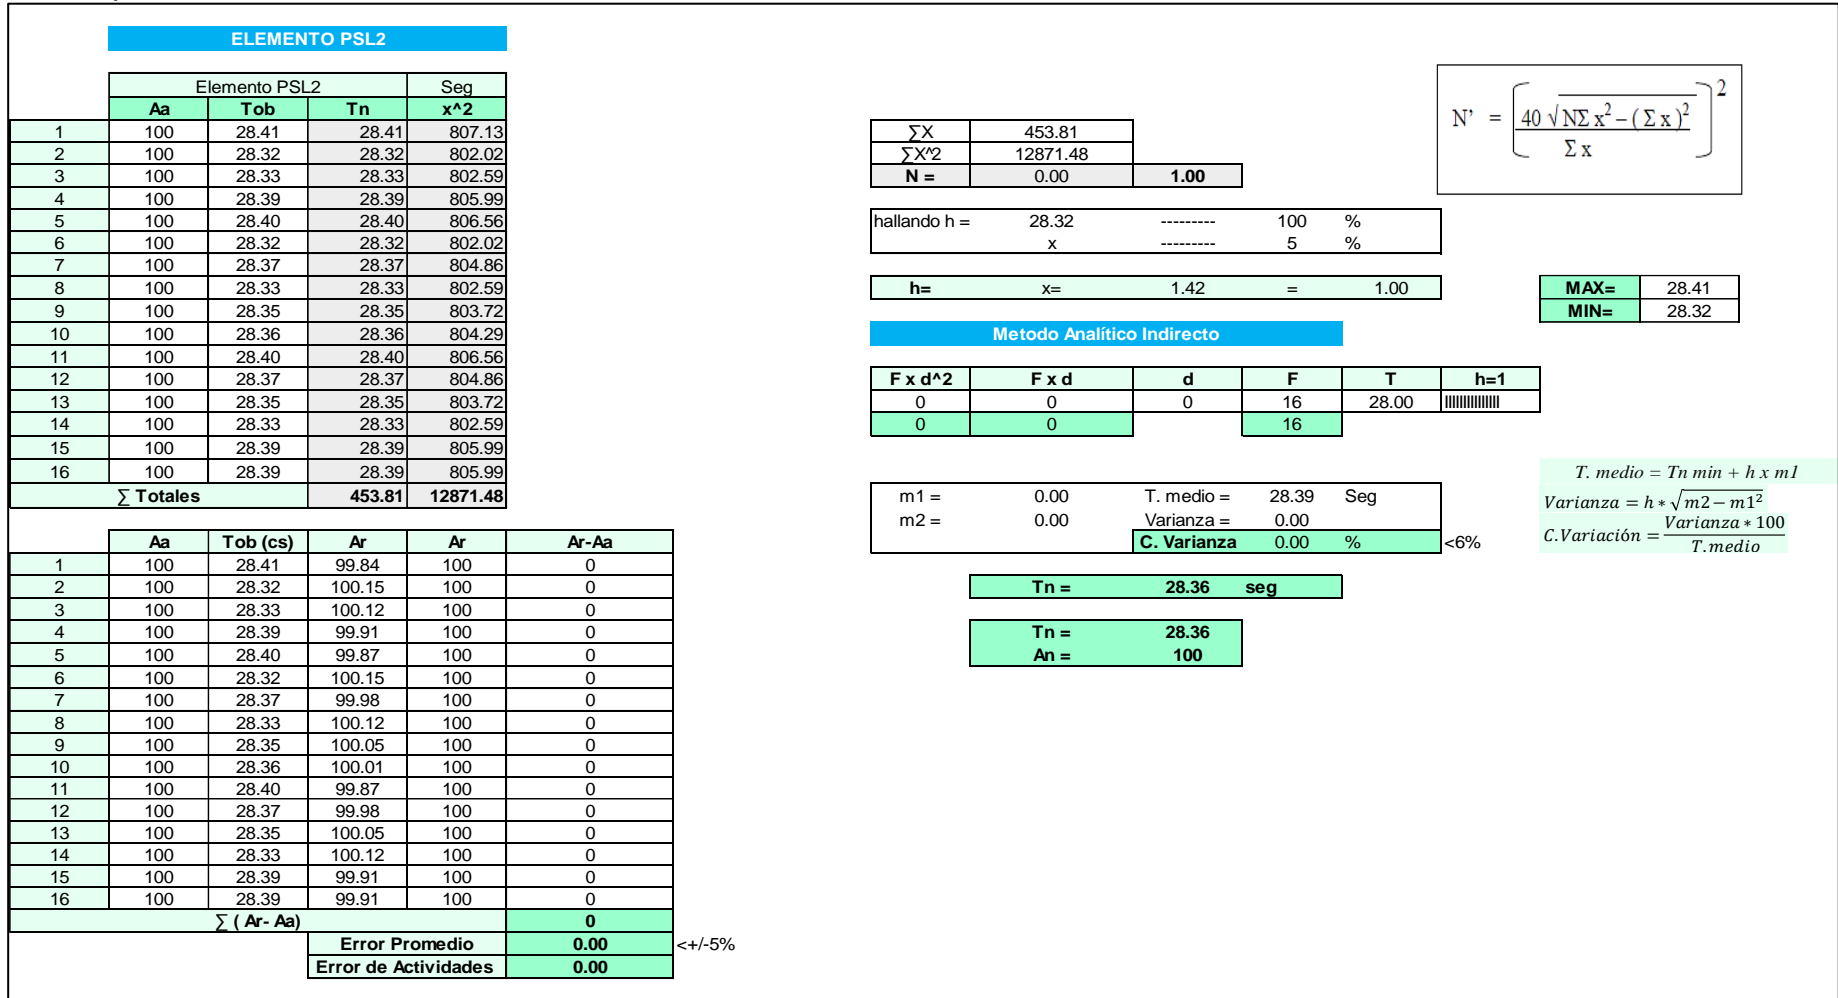 ELEMENTO PSL2
Elemento PSL2 Seg
Aa Tob Tn x^2
1 100 28.41 28.41 807.13
2 100 28.32 28.32 802.02
3 100 28.33 28.33 802.59
4 100 28.39 28.39 805.99
5 100 28.40 28.40 806.56
6 100 28.32 28.32 802.02
7 100 28.37 28.37 804.86
8 100 28.33 28.33 802.59
9 100 28.35 28.35 803.72
10 100 28.36 28.36 804.29
11 100 28.40 28.40 806.56
12 100 28.37 28.37 804.86
13 100 28.35 28.35 803.72
14 100 28.33 28.33 802.59
15 100 28.39 28.39 805.99
16 100 28.39 28.39 805.99
∑ Totales 453.81 12871.48
Aa Tob (cs) Ar Ar Ar-Aa
1 100 28.41 99.84 100 0
2 100 28.32 100.15 100 0
3 100 28.33 100.12 100 0
4 100 28.39 99.91 100 0
5 100 28.40 99.87 100 0
6 100 28.32 100.15 100 0
7 100 28.37 99.98 100 0
8 100 28.33 100.12 100 0
9 100 28.35 100.05 100 0
10 100 28.36 100.01 100 0
11 100 28.40 99.87 100 0
12 100 28.37 99.98 100 0
13 100 28.35 100.05 100 0
14 100 28.33 100.12 100 0
15 100 28.39 99.91 100 0
16 100 28.39 99.91 100 0
∑ ( Ar- Aa) 0
Error Promedio 0.00 <+/-5%
Error de Actividades 0.00
∑X 453.81
∑X^2 12871.48
N = 0.00 1.00
N' = [40 √ NΣ x² – ( Σ x )² / Σ x]²
hallando h = 28.32 --------- 100 %
x --------- 5 %
h= x= 1.42 = 1.00
MAX= 28.41
MIN= 28.32
Metodo Analítico Indirecto
F x d^2 F x d d F T h=1
0 0 0 16 28.00 IIIIIIIIIIIIIIII
0 0 16
m1 = 0.00 T. medio = 28.39 Seg
m2 = 0.00 Varianza = 0.00
C. Varianza 0.00 % <6%
T. medio = Tn min + h x m1
Varianza = h * √m2 − m1²
C.Variación = Varianza * 100 / T.medio
Tn = 28.36 seg
Tn = 28.36
An = 100